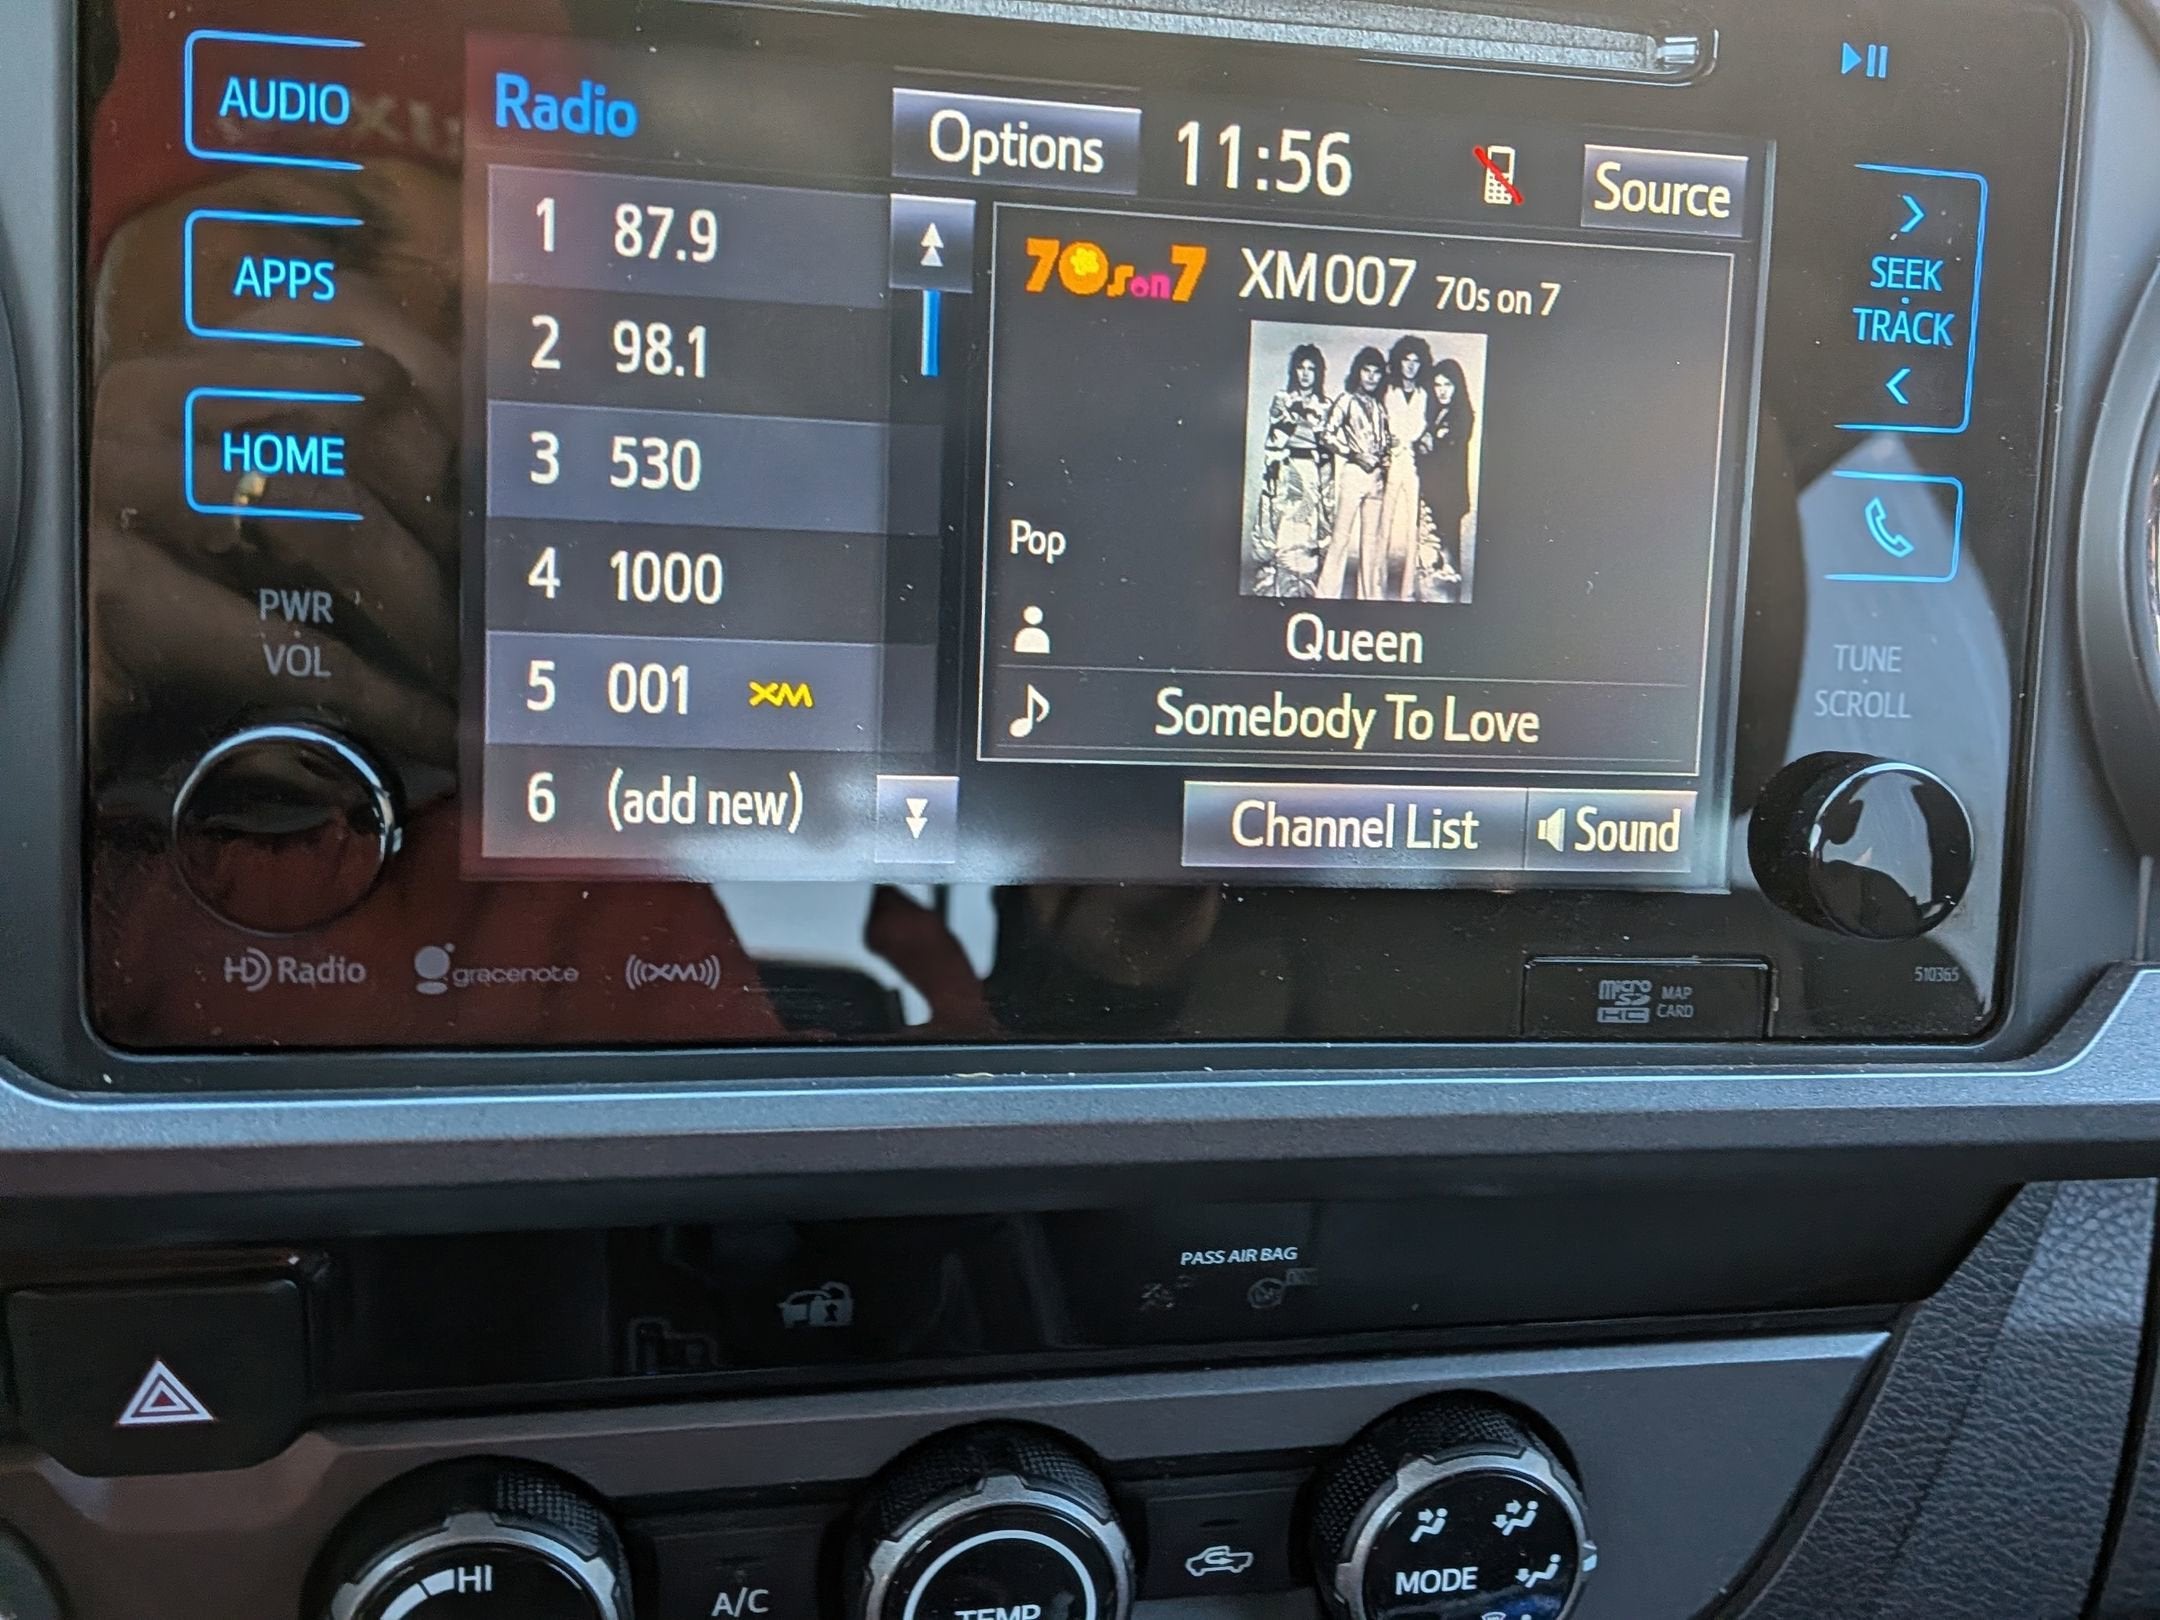 AUDIO
APPS
HOME
PWR
VOL
Radio
Options
11:56
Source
1 87.9
2 98.1
3 530
4 1000
5 001 XM
6 (add new)
70s on 7 XM007 70s on 7
Pop
Queen
Somebody To Love
Channel List
Sound
SEEK
TRACK
TUNE
SCROLL
HD Radio
gracenote
((XM))
micro
SD
HC
MAP
CARD
510365
PASS AIR BAG
HI
A/C
TEMP
MODE